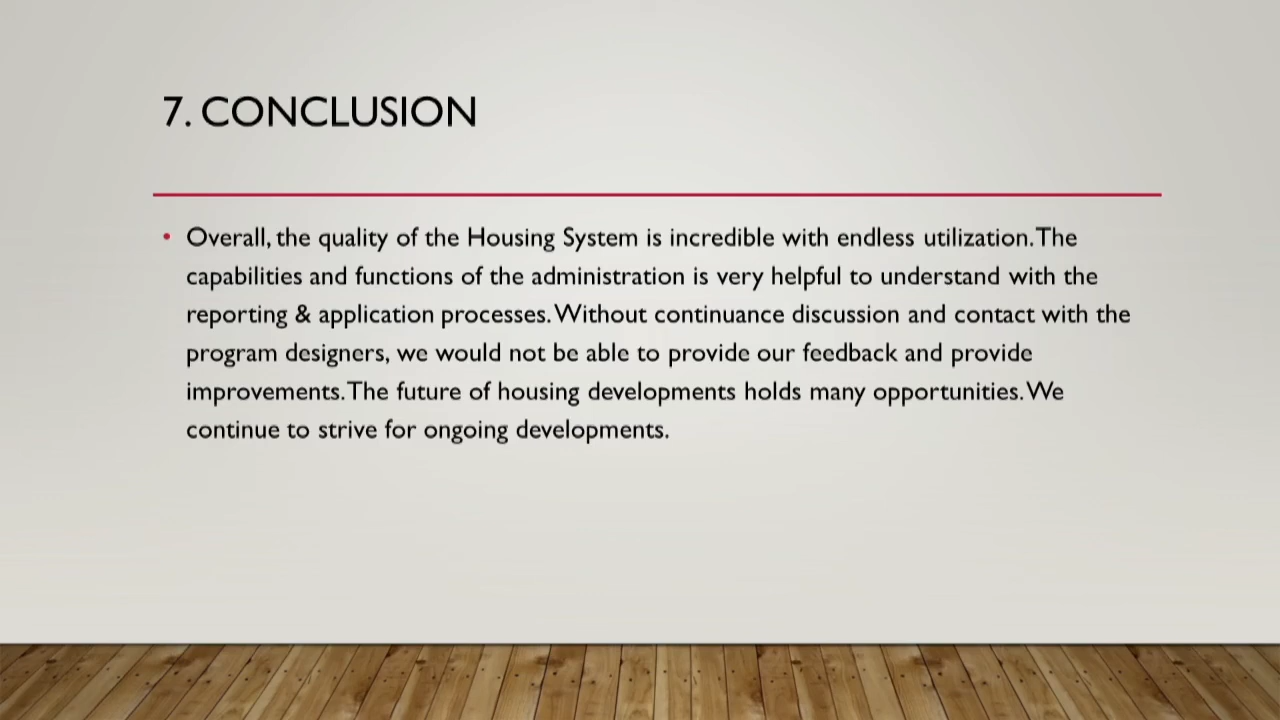 7. CONCLUSION
• Overall, the quality of the Housing System is incredible with endless utilization. The
capabilities and functions of the administration is very helpful to understand with the
reporting & application processes. Without continuance discussion and contact with the
program designers, we would not be able to provide our feedback and provide
improvements. The future of housing developments holds many opportunities. We
continue to strive for ongoing developments.